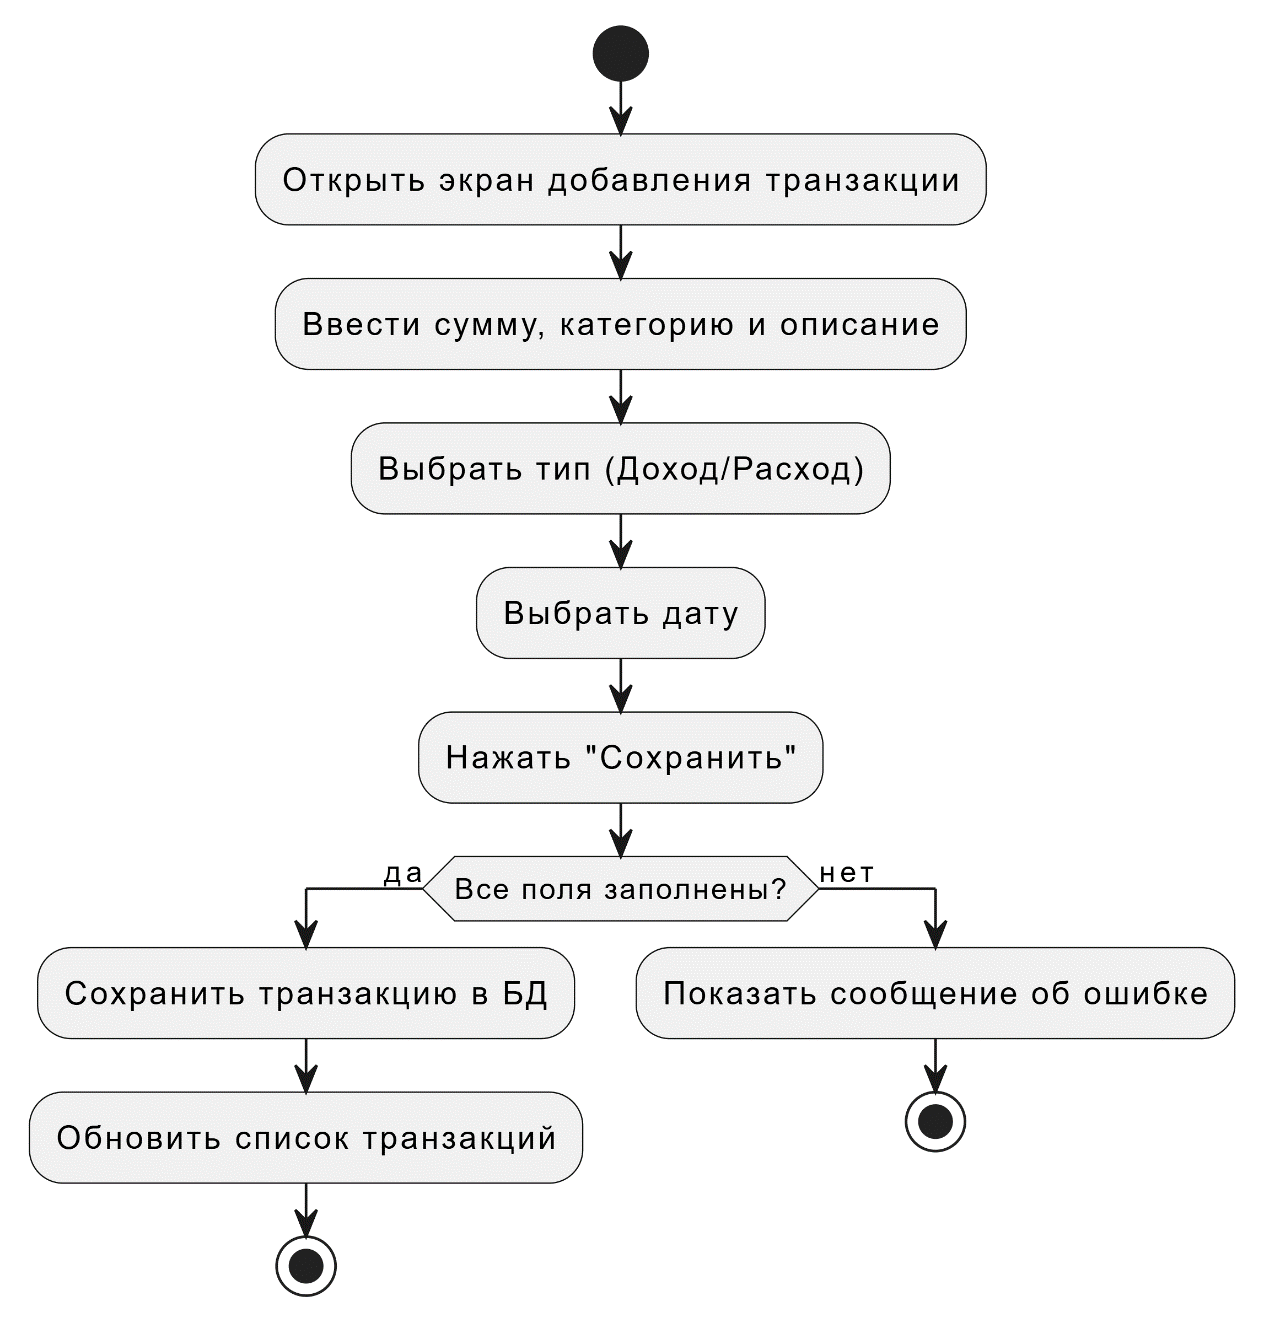 Открыть экран добавления транзакции
Ввести сумму, категорию и описание
Выбрать тип (Доход/Расход)
Выбрать дату
Нажать "Сохранить"
Все поля заполнены?
да
нет
Сохранить транзакцию в БД
Показать сообщение об ошибке
Обновить список транзакций